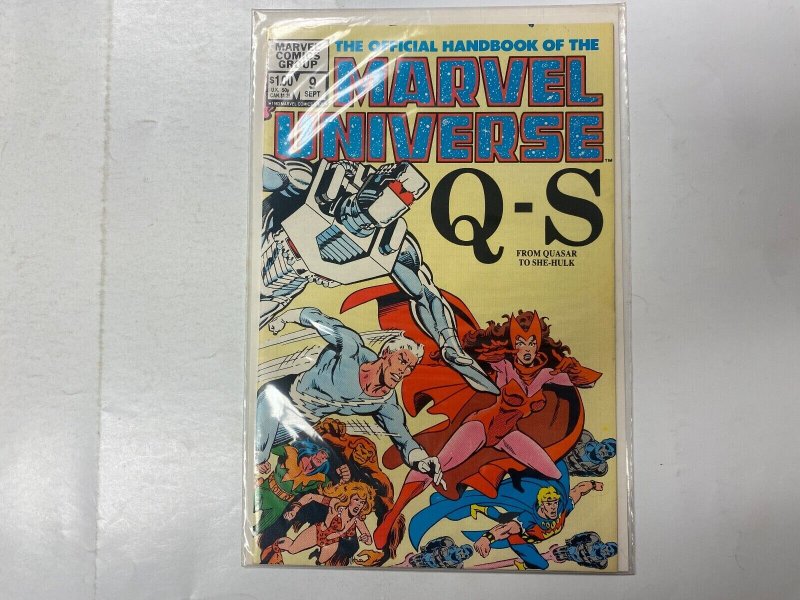 THE OFFICIAL HANDBOOK OF THE
MARVEL
COMICS
GROUP
$1.00
9
SEPT
MARVEL
UNIVERSE
TM
Q-S
FROM QUASAR
TO SHE-HULK